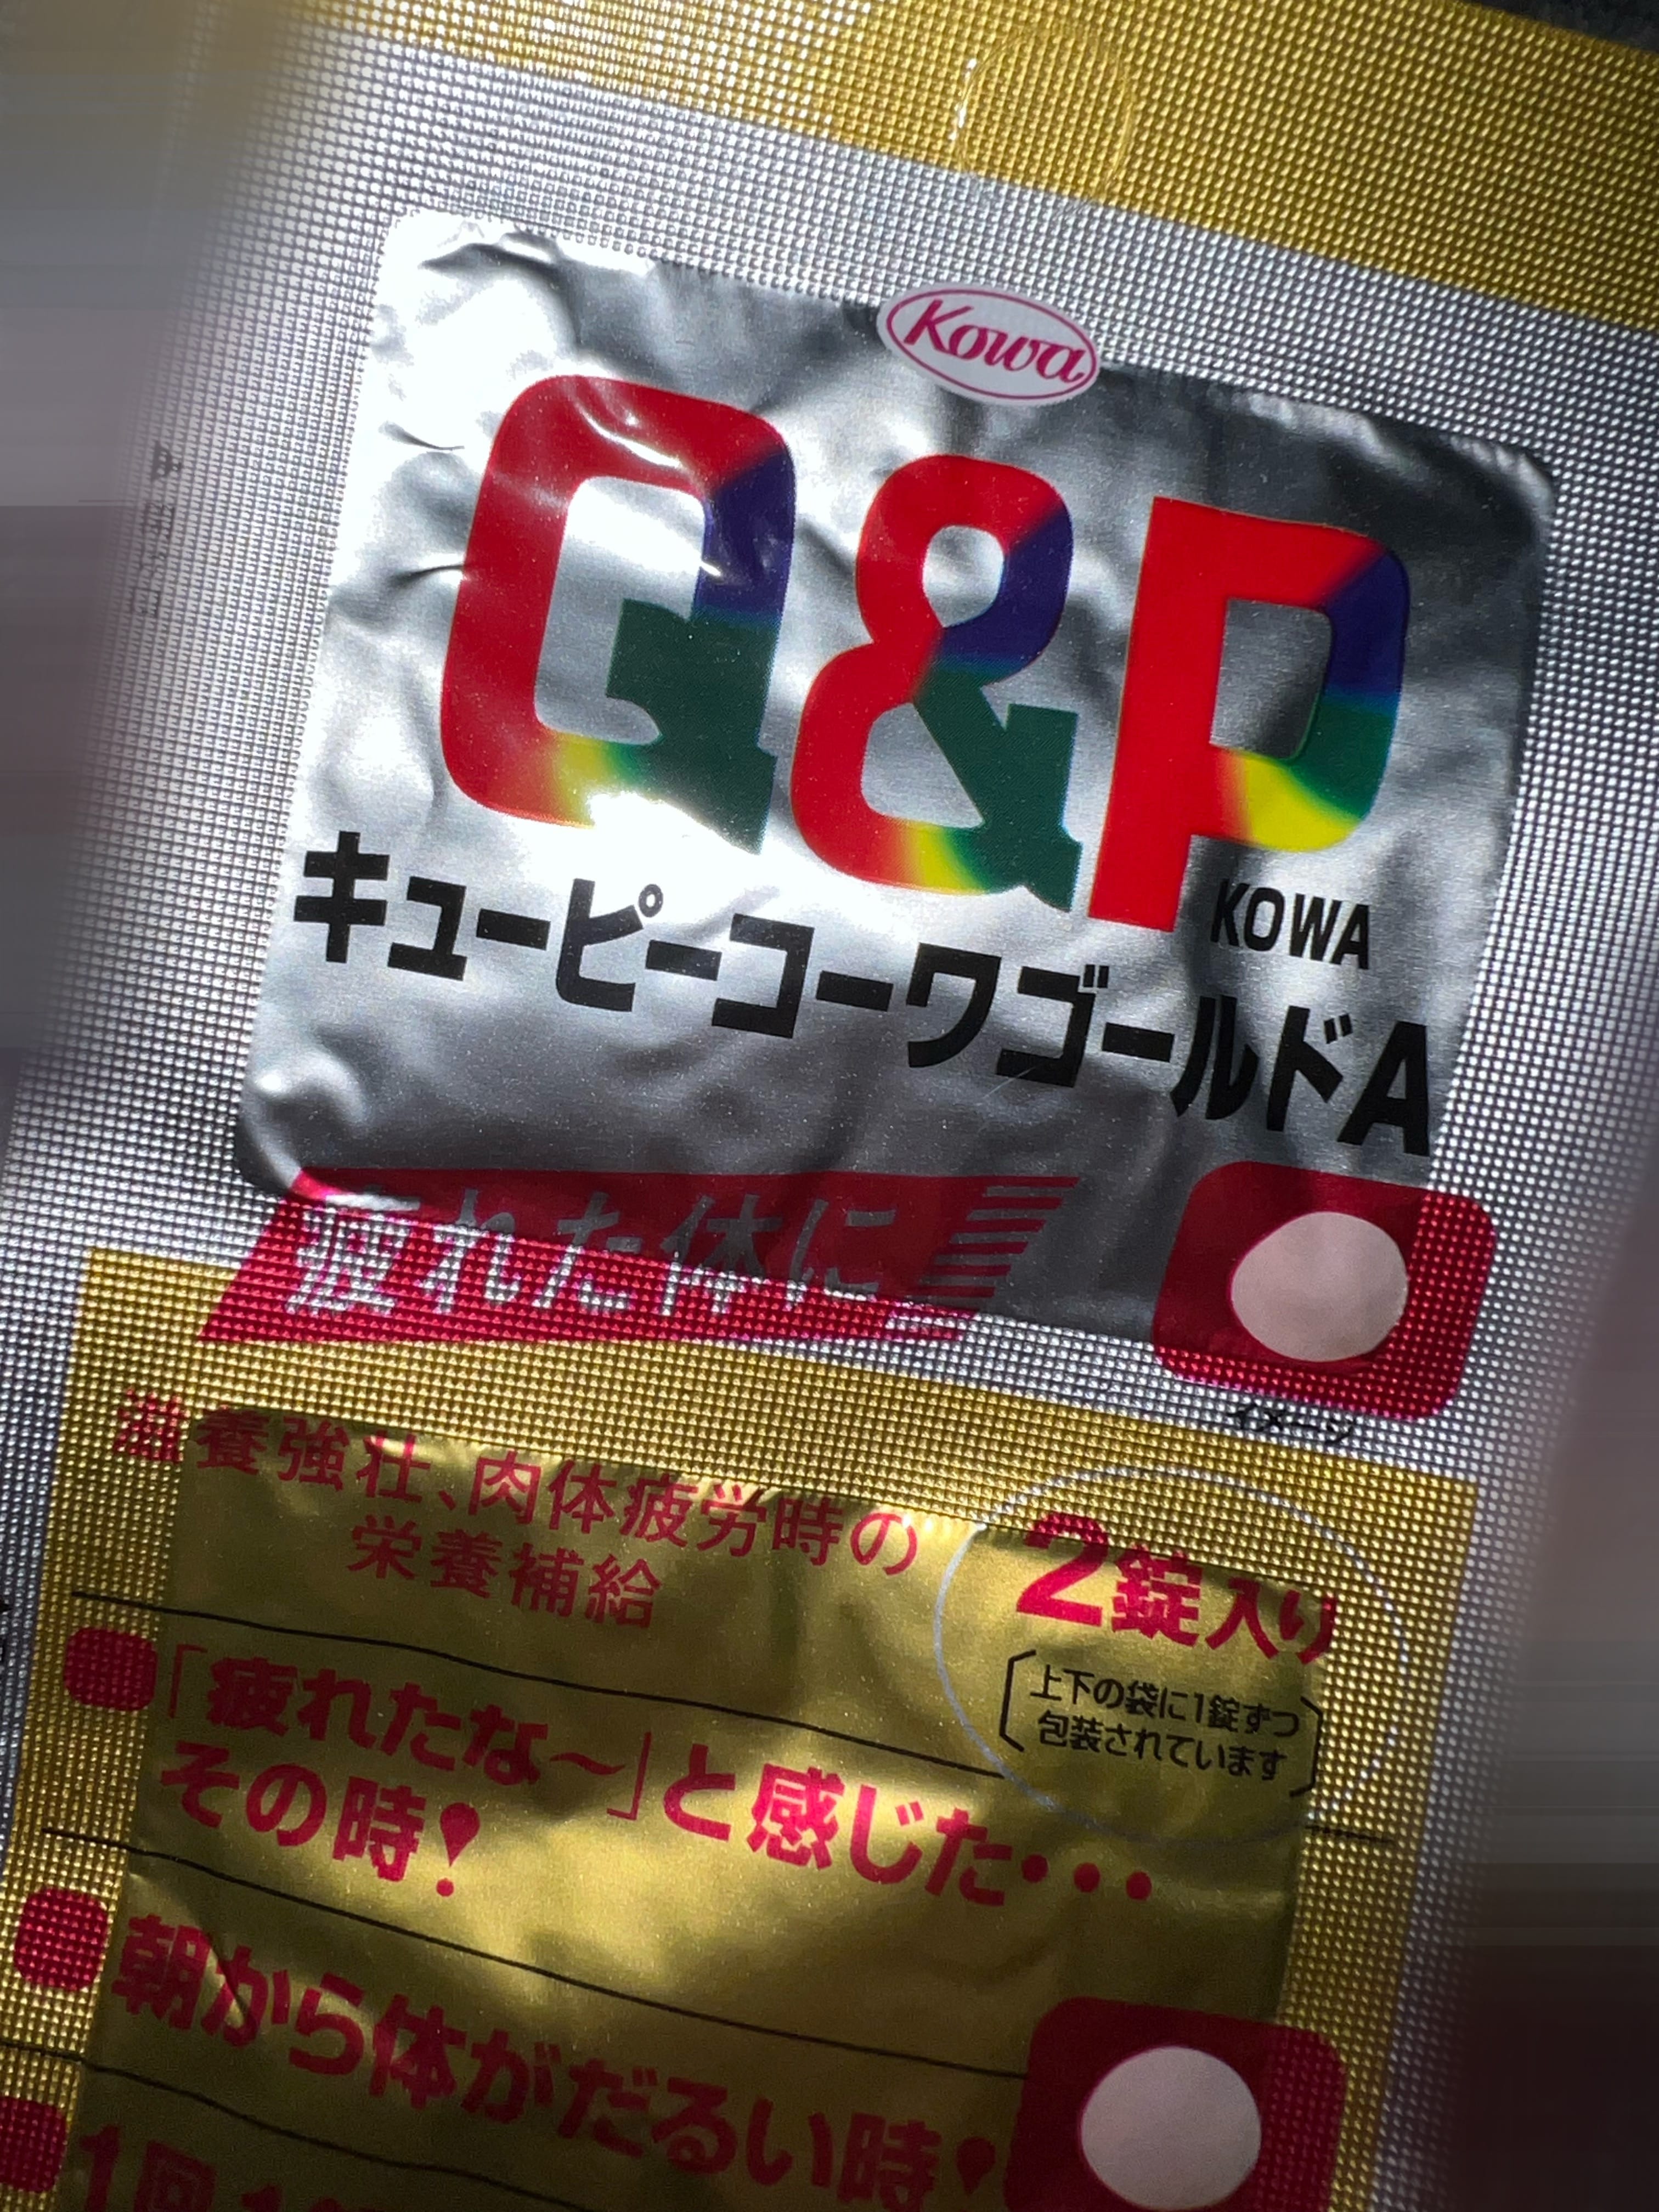 Kowa
Q&P
KOWA
キューピーコーワゴールドA
疲れた体に
イメージ
滋養強壮、肉体疲労時の
栄養補給
2錠入り
上下の袋に1錠ずつ
包装されています
「疲れたな〜」と感じた・・・
その時!
朝から体がだるい時!
1回1